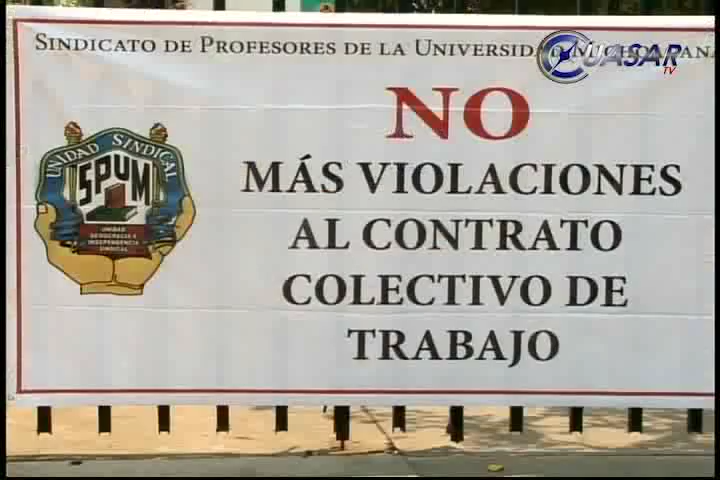 SINDICATO DE PROFESORES DE LA UNIVERSIDAD MICHOACANA
CUASAR
TV
NO
MÁS VIOLACIONES
AL CONTRATO
COLECTIVO DE
TRABAJO
UNIDAD SINDICAL
SPUM
UNIDAD
DEMOCRACIA E
INDEPENDENCIA
SINDICAL